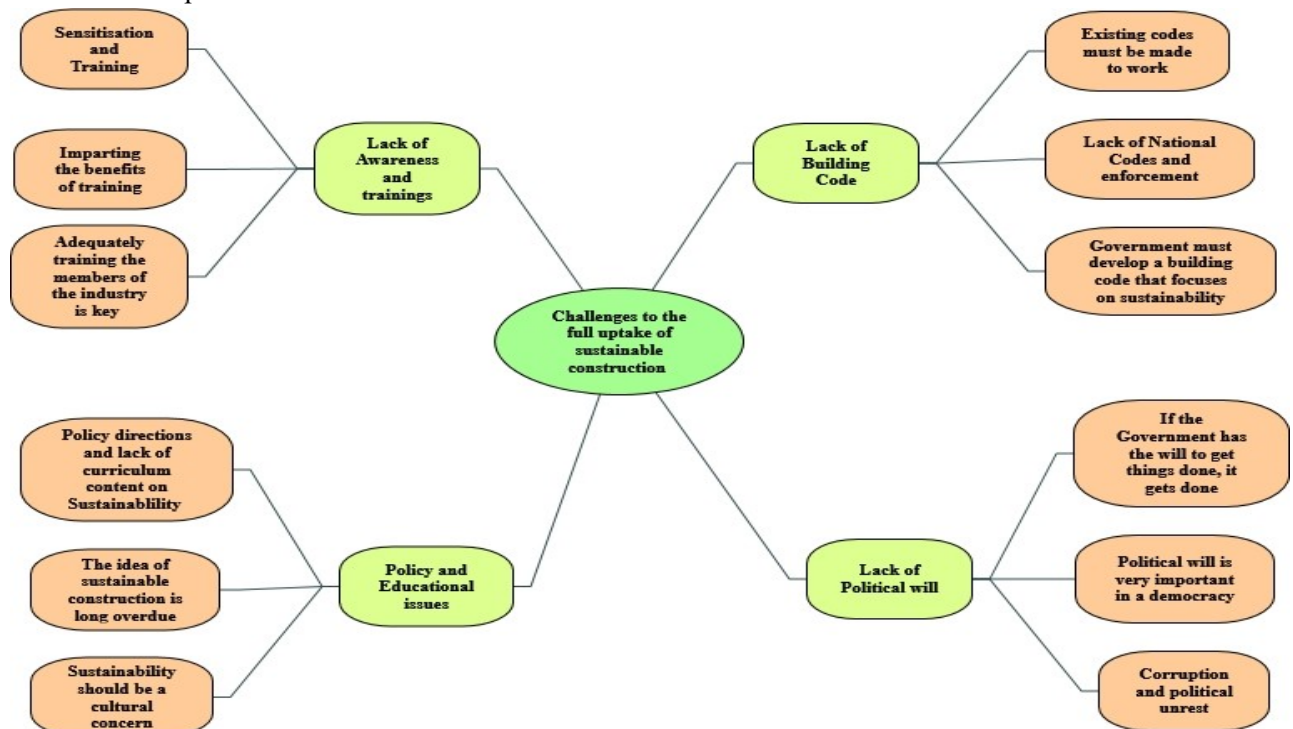 Sensitisation
and
Training
Imparting
the benefits
of training
Adequately
training the
members of
the industry
is key
Lack of
Awareness
and
trainings
Existing codes
must be made
to work
Lack of
Building
Code
Lack of National
Codes and
enforcement
Government must
develop a building
code that focuses
on sustainability
Challenges to the
full uptake of
sustainable
construction
Policy directions
and lack of
curriculum
content on
Sustainablility
The idea of
sustainable
construction is
long overdue
Sustainability
should be a
cultural
concern
Policy and
Educational
issues
Lack of
Political will
If the
Government has
the will to get
things done, it
gets done
Political will is
very important
in a democracy
Corruption
and political
unrest